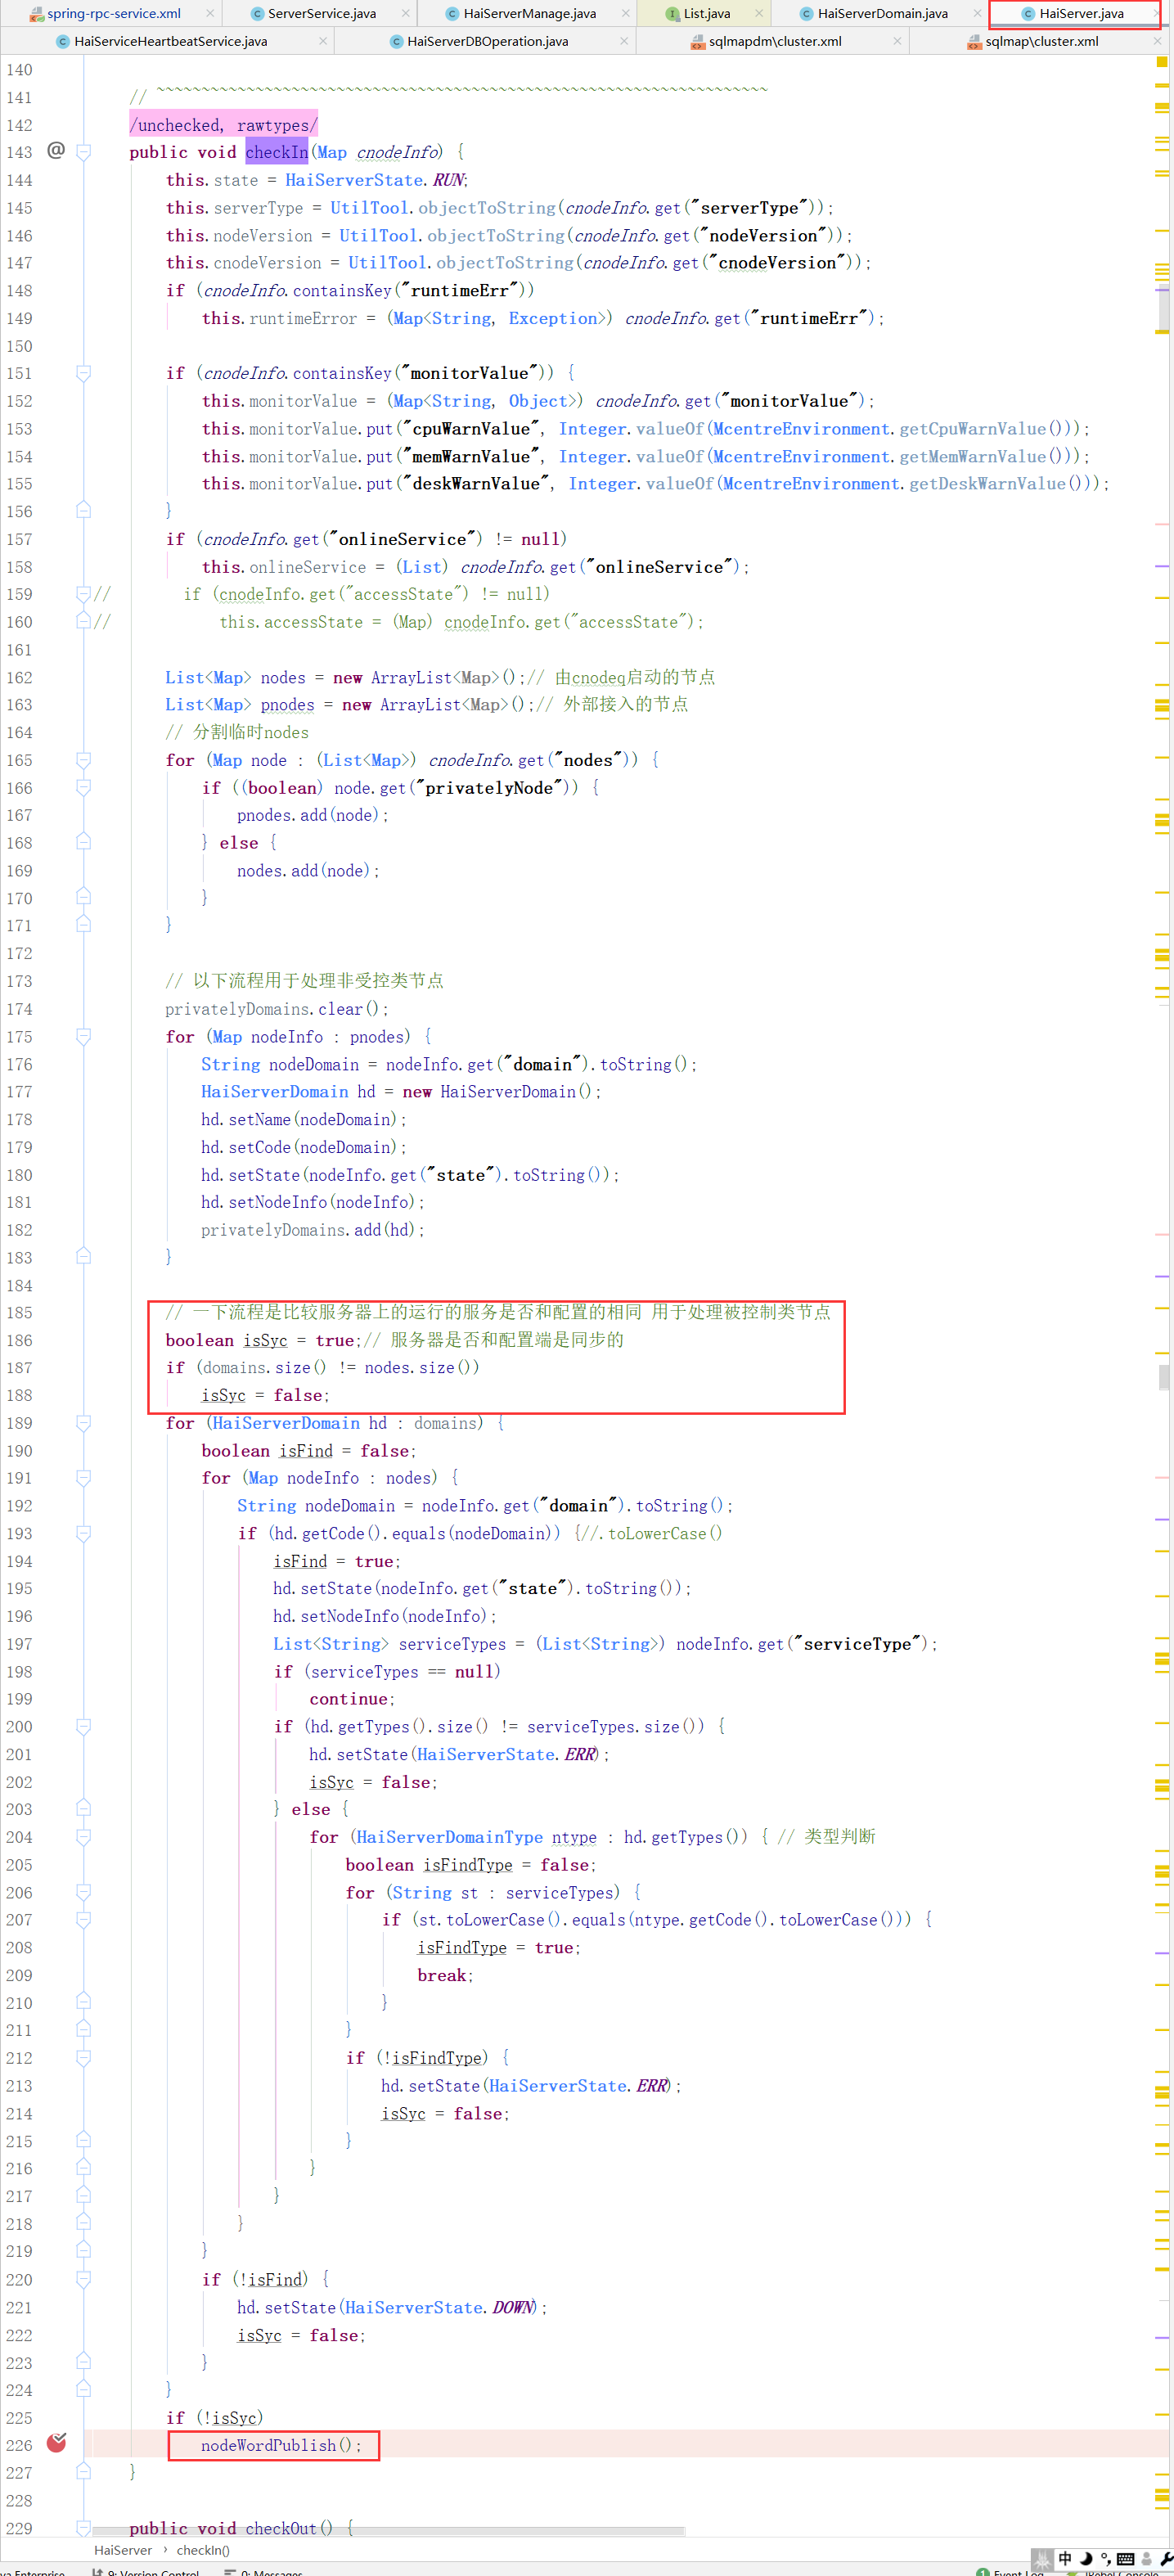 spring-rpc-service.xml ServerService.java HaiServerManage.java List.java HaiServerDomain.java HaiServer.java
HaiServiceHeartbeatService.java HaiServerDBOperation.java sqlmapdm\cluster.xml sqlmap\cluster.xml
140
141 // ~~~~~~~~~~~~~~~~~~~~~~~~~~~~~~~~~~~~~~~~~~~~~~~~~~~~~~~~~~~~~~~~~~~~
142 /unchecked, rawtypes/
143 @ public void checkIn(Map cnodeInfo) {
144 this.state = HaiServerState.RUN;
145 this.serverType = UtilTool.objectToString(cnodeInfo.get("serverType"));
146 this.nodeVersion = UtilTool.objectToString(cnodeInfo.get("nodeVersion"));
147 this.cnodeVersion = UtilTool.objectToString(cnodeInfo.get("cnodeVersion"));
148 if (cnodeInfo.containsKey("runtimeErr"))
149 this.runtimeError = (Map<String, Exception>) cnodeInfo.get("runtimeErr");
150
151 if (cnodeInfo.containsKey("monitorValue")) {
152 this.monitorValue = (Map<String, Object>) cnodeInfo.get("monitorValue");
153 this.monitorValue.put("cpuWarnValue", Integer.valueOf(McentreEnvironment.getCpuWarnValue()));
154 this.monitorValue.put("memWarnValue", Integer.valueOf(McentreEnvironment.getMemWarnValue()));
155 this.monitorValue.put("deskWarnValue", Integer.valueOf(McentreEnvironment.getDeskWarnValue()));
156 }
157 if (cnodeInfo.get("onlineService") != null)
158 this.onlineService = (List) cnodeInfo.get("onlineService");
159 // if (cnodeInfo.get("accessState") != null)
160 // this.accessState = (Map) cnodeInfo.get("accessState");
161
162 List<Map> nodes = new ArrayList<Map>();// 由cnodeq启动的节点
163 List<Map> pnodes = new ArrayList<Map>();// 外部接入的节点
164 // 分割临时nodes
165 for (Map node : (List<Map>) cnodeInfo.get("nodes")) {
166 if ((boolean) node.get("privatelyNode")) {
167 pnodes.add(node);
168 } else {
169 nodes.add(node);
170 }
171 }
172
173 // 以下流程用于处理非受控类节点
174 privatelyDomains.clear();
175 for (Map nodeInfo : pnodes) {
176 String nodeDomain = nodeInfo.get("domain").toString();
177 HaiServerDomain hd = new HaiServerDomain();
178 hd.setName(nodeDomain);
179 hd.setCode(nodeDomain);
180 hd.setState(nodeInfo.get("state").toString());
181 hd.setNodeInfo(nodeInfo);
182 privatelyDomains.add(hd);
183 }
184
185 // 一下流程是比较服务器上的运行的服务是否和配置的相同 用于处理被控制类节点
186 boolean isSyc = true;// 服务器是否和配置端是同步的
187 if (domains.size() != nodes.size())
188 isSyc = false;
189 for (HaiServerDomain hd : domains) {
190 boolean isFind = false;
191 for (Map nodeInfo : nodes) {
192 String nodeDomain = nodeInfo.get("domain").toString();
193 if (hd.getCode().equals(nodeDomain)) {//.toLowerCase()
194 isFind = true;
195 hd.setState(nodeInfo.get("state").toString());
196 hd.setNodeInfo(nodeInfo);
197 List<String> serviceTypes = (List<String>) nodeInfo.get("serviceType");
198 if (serviceTypes == null)
199 continue;
200 if (hd.getTypes().size() != serviceTypes.size()) {
201 hd.setState(HaiServerState.ERR);
202 isSyc = false;
203 } else {
204 for (HaiServerDomainType ntype : hd.getTypes()) { // 类型判断
205 boolean isFindType = false;
206 for (String st : serviceTypes) {
207 if (st.toLowerCase().equals(ntype.getCode().toLowerCase())) {
208 isFindType = true;
209 break;
210 }
211 }
212 if (!isFindType) {
213 hd.setState(HaiServerState.ERR);
214 isSyc = false;
215 }
216 }
217 }
218 }
219 }
220 if (!isFind) {
221 hd.setState(HaiServerState.DOWN);
222 isSyc = false;
223 }
224 }
225 if (!isSyc)
226 nodeWordPublish();
227 }
228
229 public void checkOut() {
HaiServer › checkIn()
9: Version Control 0: Messages 中